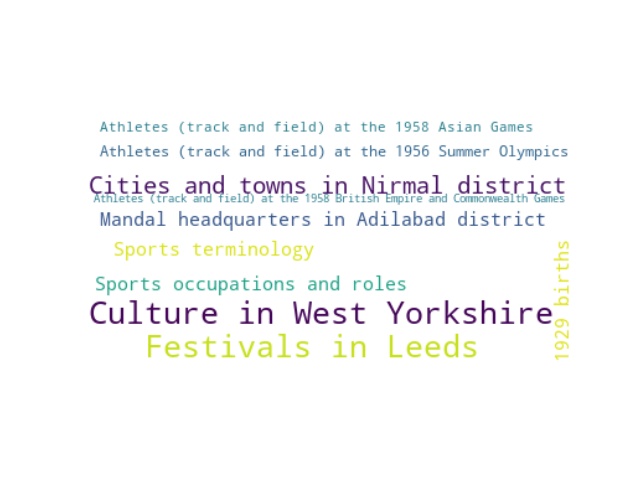 Athletes (track and field) at the 1958 Asian Games
Athletes (track and field) at the 1956 Summer Olympics
Cities and towns in Nirmal district
Athletes (track and field) at the 1958 British Empire and Commonwealth Games
Mandal headquarters in Adilabad district
Sports terminology
Sports occupations and roles
Culture in West Yorkshire
Festivals in Leeds
1929 births